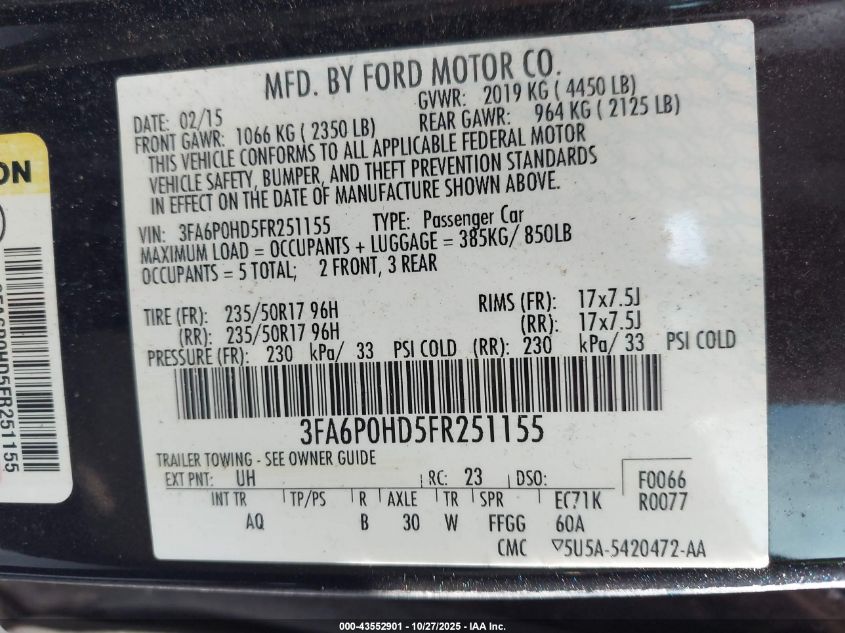 MFD. BY FORD MOTOR CO.
DATE: 02/15 GVWR: 2019 KG ( 4450 LB)
FRONT GAWR: 1066 KG ( 2350 LB) REAR GAWR: 964 KG ( 2125 LB)
THIS VEHICLE CONFORMS TO ALL APPLICABLE FEDERAL MOTOR
VEHICLE SAFETY, BUMPER, AND THEFT PREVENTION STANDARDS
IN EFFECT ON THE DATE OF MANUFACTURE SHOWN ABOVE.
VIN: 3FA6P0HD5FR251155 TYPE: Passenger Car
MAXIMUM LOAD = OCCUPANTS + LUGGAGE = 385KG/ 850LB
OCCUPANTS = 5 TOTAL; 2 FRONT, 3 REAR
TIRE (FR): 235/50R17 96H RIMS (FR): 17x7.5J
(RR): 235/50R17 96H (RR): 17x7.5J
PRESSURE (FR): 230 kPa/ 33 PSI COLD (RR): 230 kPa/ 33 PSI COLD
3FA6P0HD5FR251155
TRAILER TOWING - SEE OWNER GUIDE
EXT PNT: UH RC: 23 DSO: F0066
INT TR TP/PS R AXLE TR SPR EC71K R0077
AQ B 30 W FFGG 60A
CMC ▽5U5A-5420472-AA
ON
3FA6P0HD5FR251155
000-43552901 | 10/27/2025 - IAA Inc.